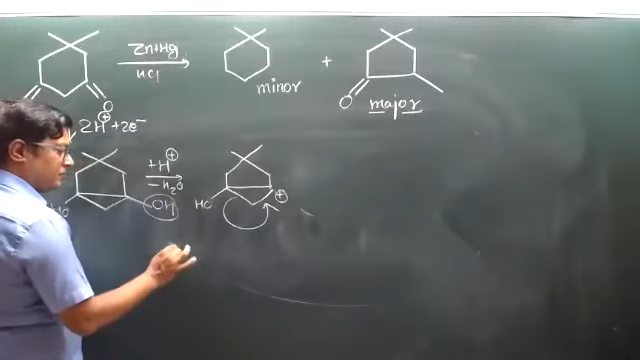 Zn+Hg
HCl
+
O
O
minor
major
2H⊕ +2e⁻
+H⊕
-H₂O
HO
OH
HO
⊕